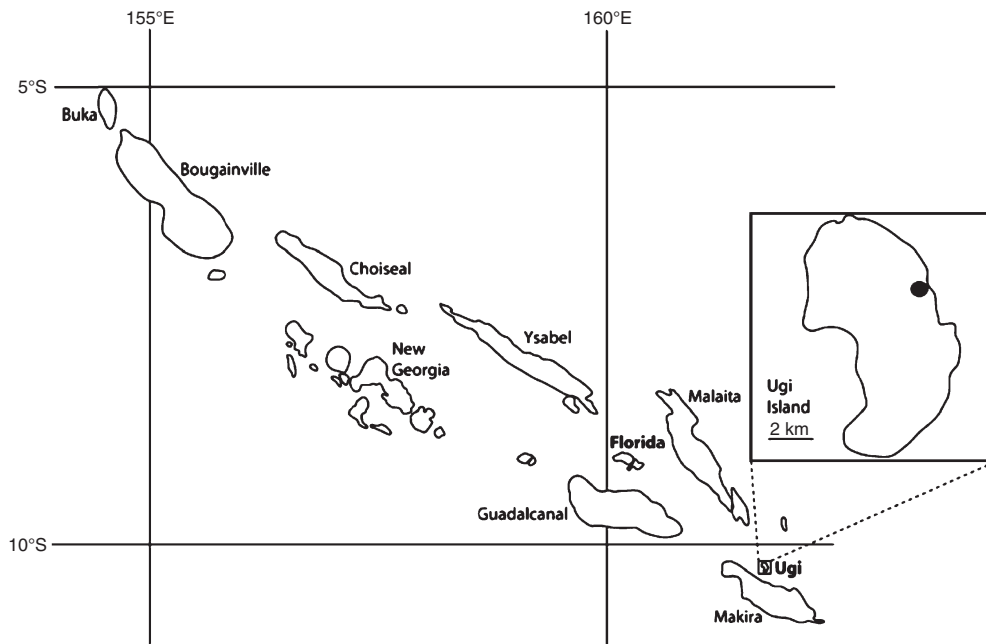 155°E
160°E
5°S
Buka
Bougainville
Choiseal
Ysabel
New
Georgia
Malaita
Florida
Guadalcanal
10°S
Ugi
Makira
Ugi
Island
2 km